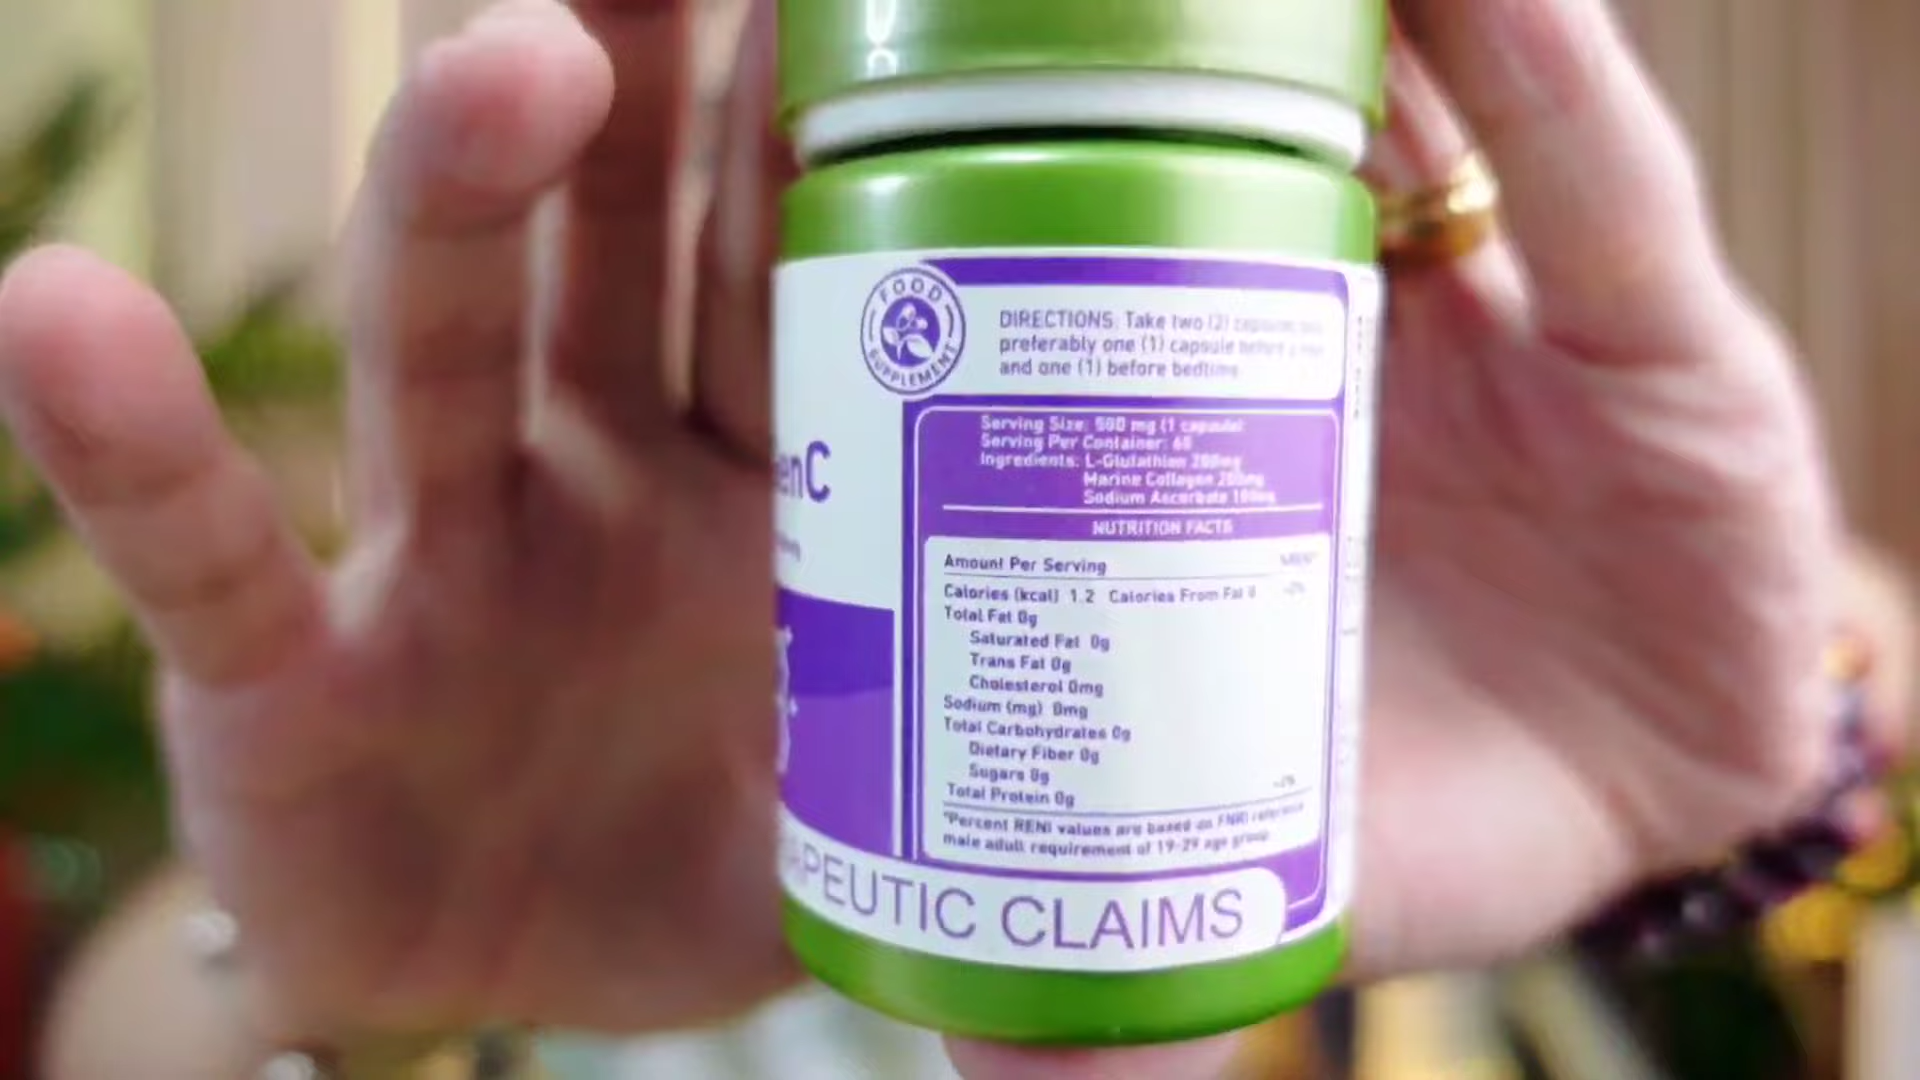 FOOD
SUPPLEMENT
DIRECTIONS: Take two (2) capsules
preferably one (1) capsule before
and one (1) before bedtime
enC
Serving Size: 500 mg (1 capsule)
Serving Per Container: 60
Ingredients: L-Glutathion 200mg
Marine Collagen 200mg
Sodium Ascorbate 100mg
NUTRITION FACTS
Amount Per Serving
Calories (kcal) 1.2 Calories From Fat 0
Total Fat 0g
Saturated Fat 0g
Trans Fat 0g
Cholesterol 0mg
Sodium (mg) 0mg
Total Carbohydrates 0g
Dietary Fiber 0g
Sugars 0g
Total Protein 0g
*Percent RENI values are based on FNRI reference
male adult requirement of 19-29 age group
APEUTIC CLAIMS